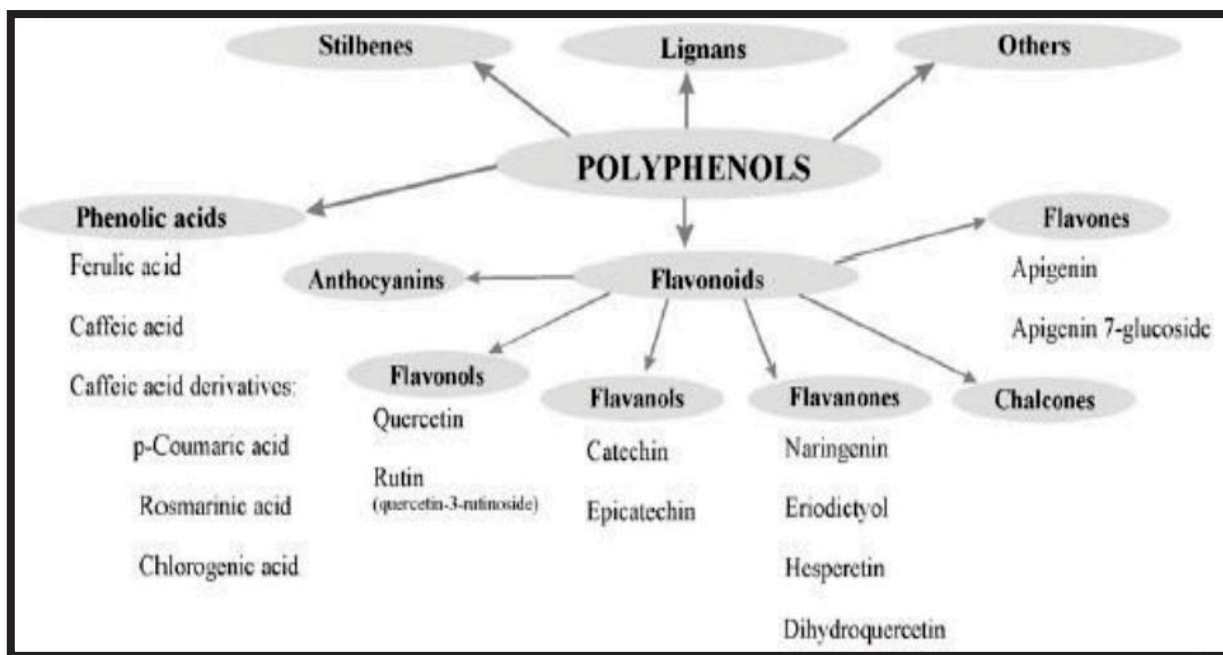 Stilbenes
Lignans
Others
POLYPHENOLS
Phenolic acids
Ferulic acid
Caffeic acid
Caffeic acid derivatives:
p-Coumaric acid
Rosmarinic acid
Chlorogenic acid
Anthocyanins
Flavonoids
Flavones
Apigenin
Apigenin 7-glucoside
Flavonols
Quercetin
Rutin
(quercetin-3-rutinoside)
Flavanols
Catechin
Epicatechin
Flavanones
Naringenin
Eriodictyol
Hesperetin
Dihydroquercetin
Chalcones